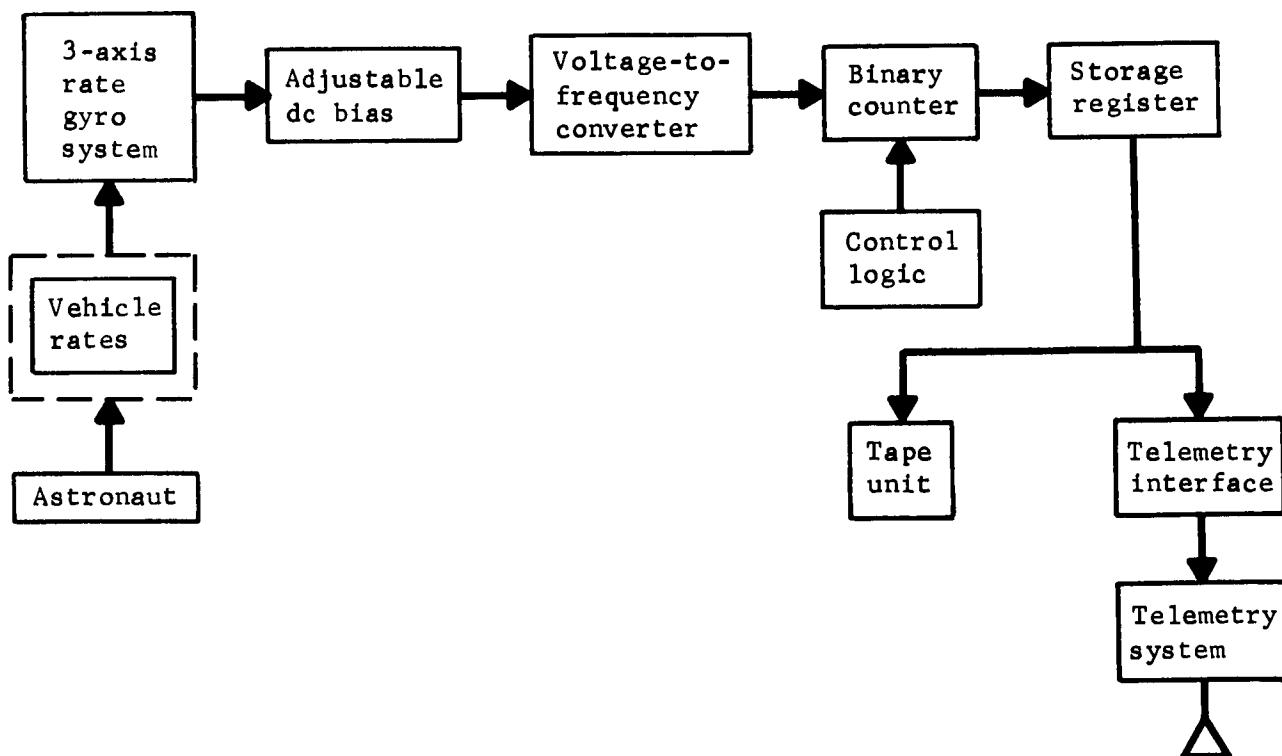 3-axis
rate
gyro
system
Adjustable
dc bias
Voltage-to-
frequency
converter
Binary
counter
Storage
register
Control
logic
Vehicle
rates
Astronaut
Tape
unit
Telemetry
interface
Telemetry
system